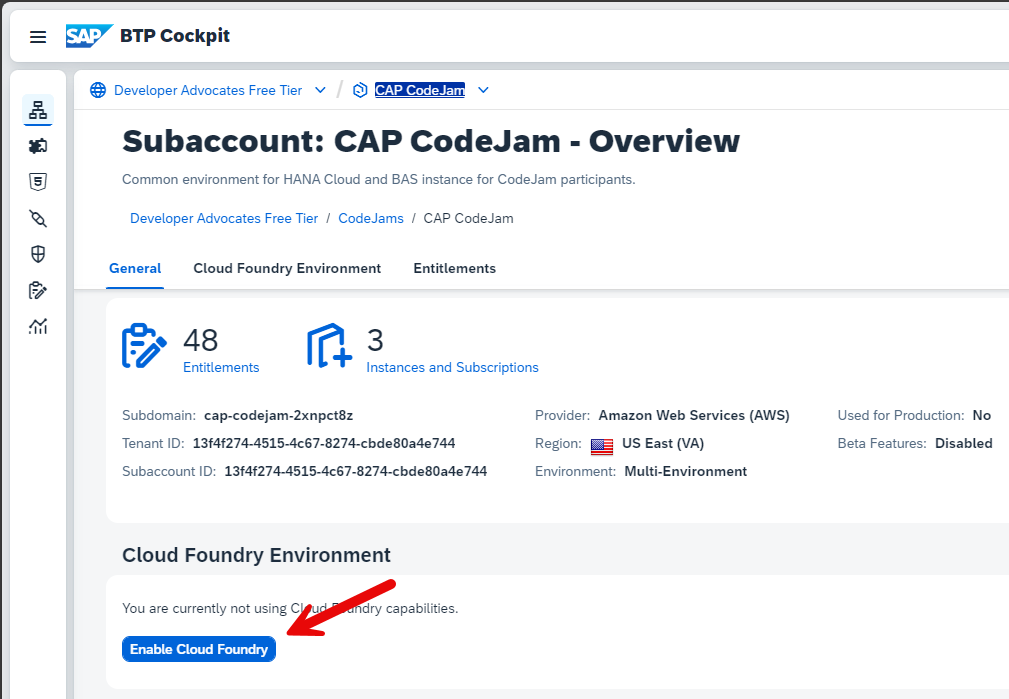 SAP BTP Cockpit
Developer Advocates Free Tier / CAP CodeJam
Subaccount: CAP CodeJam - Overview
Common environment for HANA Cloud and BAS instance for CodeJam participants.
Developer Advocates Free Tier / CodeJams / CAP CodeJam
General Cloud Foundry Environment Entitlements
48 3
Entitlements Instances and Subscriptions
Subdomain: cap-codejam-2xnpct8z Provider: Amazon Web Services (AWS) Used for Production: No
Tenant ID: 13f4f274-4515-4c67-8274-cbde80a4e744 Region: US East (VA) Beta Features: Disabled
Subaccount ID: 13f4f274-4515-4c67-8274-cbde80a4e744 Environment: Multi-Environment
Cloud Foundry Environment
You are currently not using Cloud Foundry capabilities.
Enable Cloud Foundry